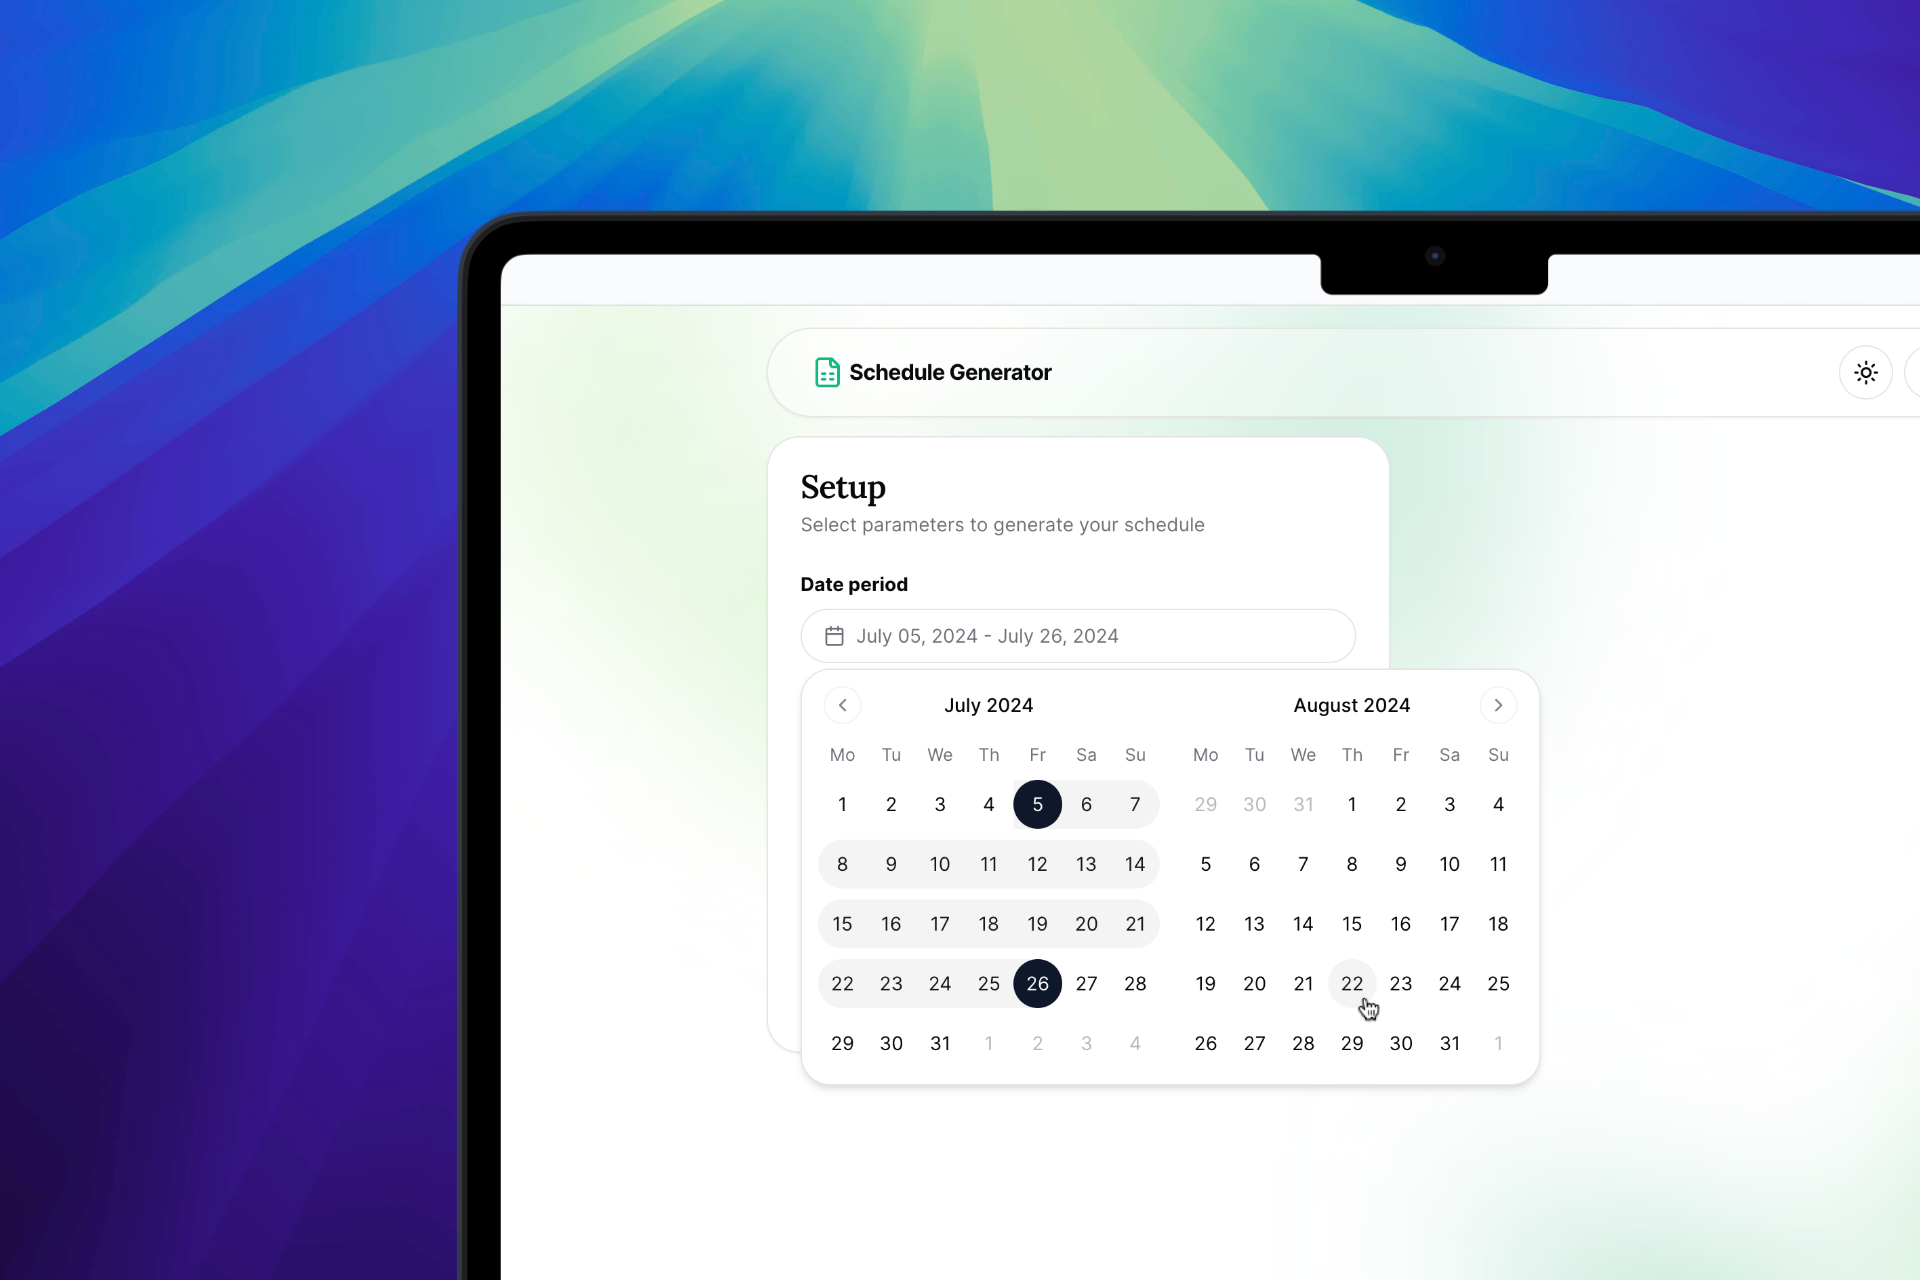 Schedule Generator
Setup
Select parameters to generate your schedule
Date period
July 05, 2024 - July 26, 2024
July 2024
Mo Tu We Th Fr Sa Su
1 2 3 4 5 6 7
8 9 10 11 12 13 14
15 16 17 18 19 20 21
22 23 24 25 26 27 28
29 30 31 1 2 3 4
August 2024
Mo Tu We Th Fr Sa Su
29 30 31 1 2 3 4
5 6 7 8 9 10 11
12 13 14 15 16 17 18
19 20 21 22 23 24 25
26 27 28 29 30 31 1